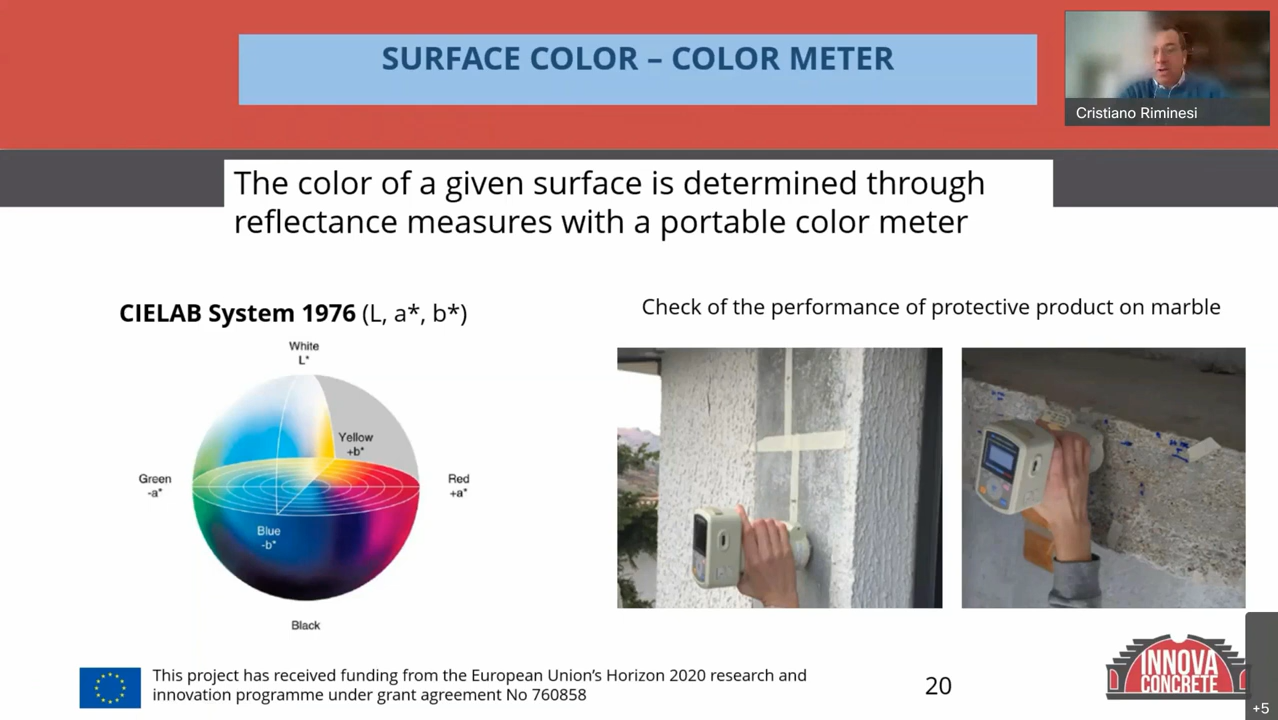 SURFACE COLOR – COLOR METER
Cristiano Riminesi
The color of a given surface is determined through
reflectance measures with a portable color meter
CIELAB System 1976 (L, a*, b*)
Check of the performance of protective product on marble
White
L*
Yellow
+b*
Green
-a*
Red
+a*
Blue
-b*
Black
This project has received funding from the European Union’s Horizon 2020 research and
innovation programme under grant agreement No 760858
20
INNOVA
CONCRETE
+5